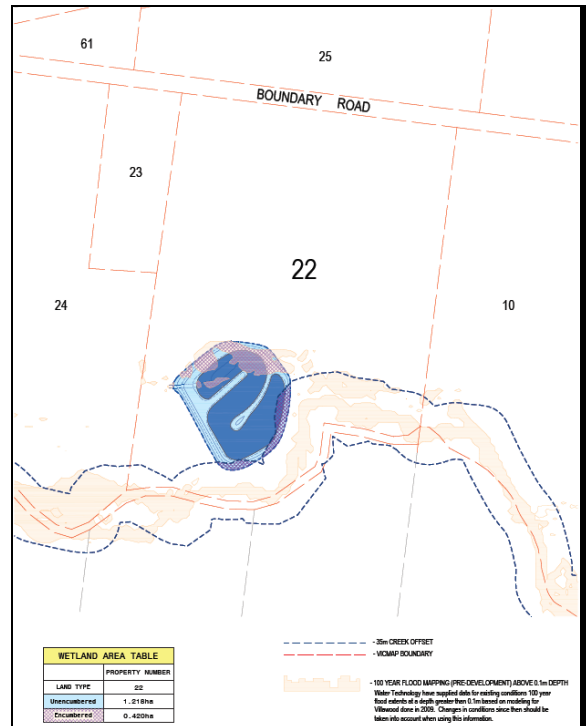 61
25
BOUNDARY ROAD
23
22
24
10
WETLAND AREA TABLE
PROPERTY NUMBER
LAND TYPE 22
Unencumbered 1.218ha
Encumbered 0.420ha
- 35m CREEK OFFSET
- VICMAP BOUNDARY
- 100 YEAR FLOOD MAPPING (PRE-DEVELOPMENT) ABOVE 0.1m DEPTH
Water Technology have supplied data for existing conditions 100 year
flood extents at a depth greater than 0.1m based on modeling for
Villawood done in 2009. Changes in conditions since then should be
taken into account when using this information.